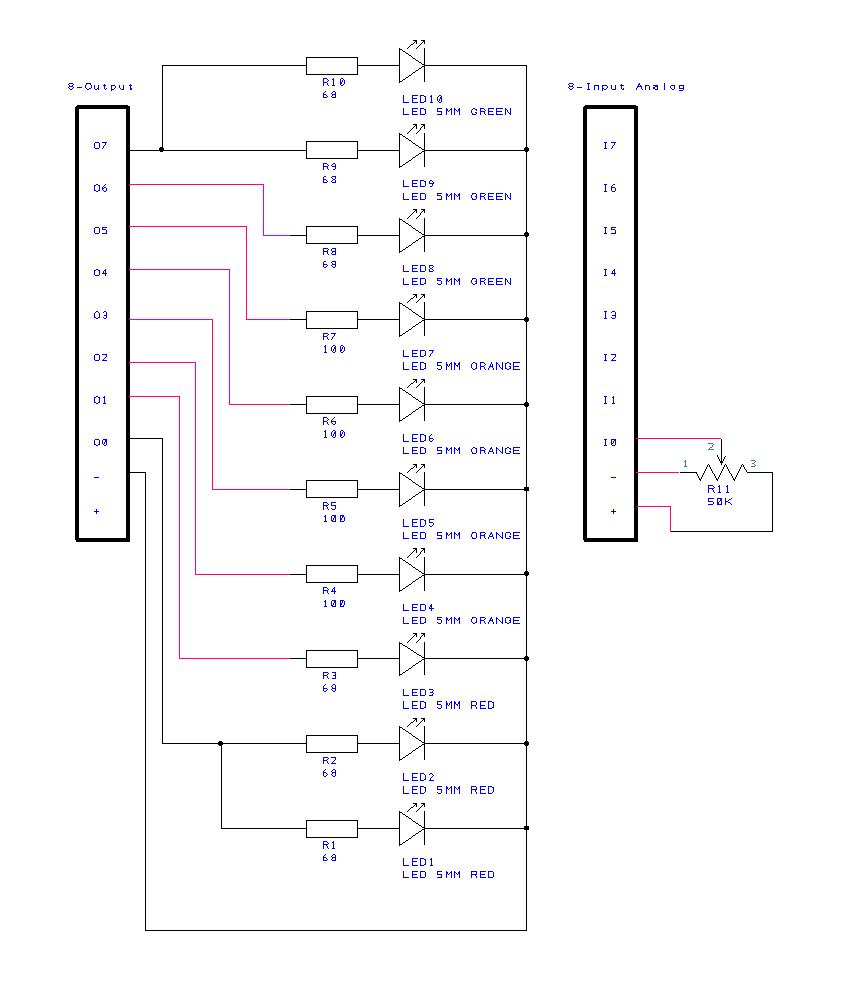 8-Output
O7
O6
O5
O4
O3
O2
O1
O0
-
+
R10
68
LED10
LED 5MM GREEN
R9
68
LED9
LED 5MM GREEN
R8
68
LED8
LED 5MM GREEN
R7
100
LED7
LED 5MM ORANGE
R6
100
LED6
LED 5MM ORANGE
R5
100
LED5
LED 5MM ORANGE
R4
100
LED4
LED 5MM ORANGE
R3
68
LED3
LED 5MM RED
R2
68
LED2
LED 5MM RED
R1
68
LED1
LED 5MM RED
8-Input Analog
I7
I6
I5
I4
I3
I2
I1
I0
-
+
2
1
3
R11
50K